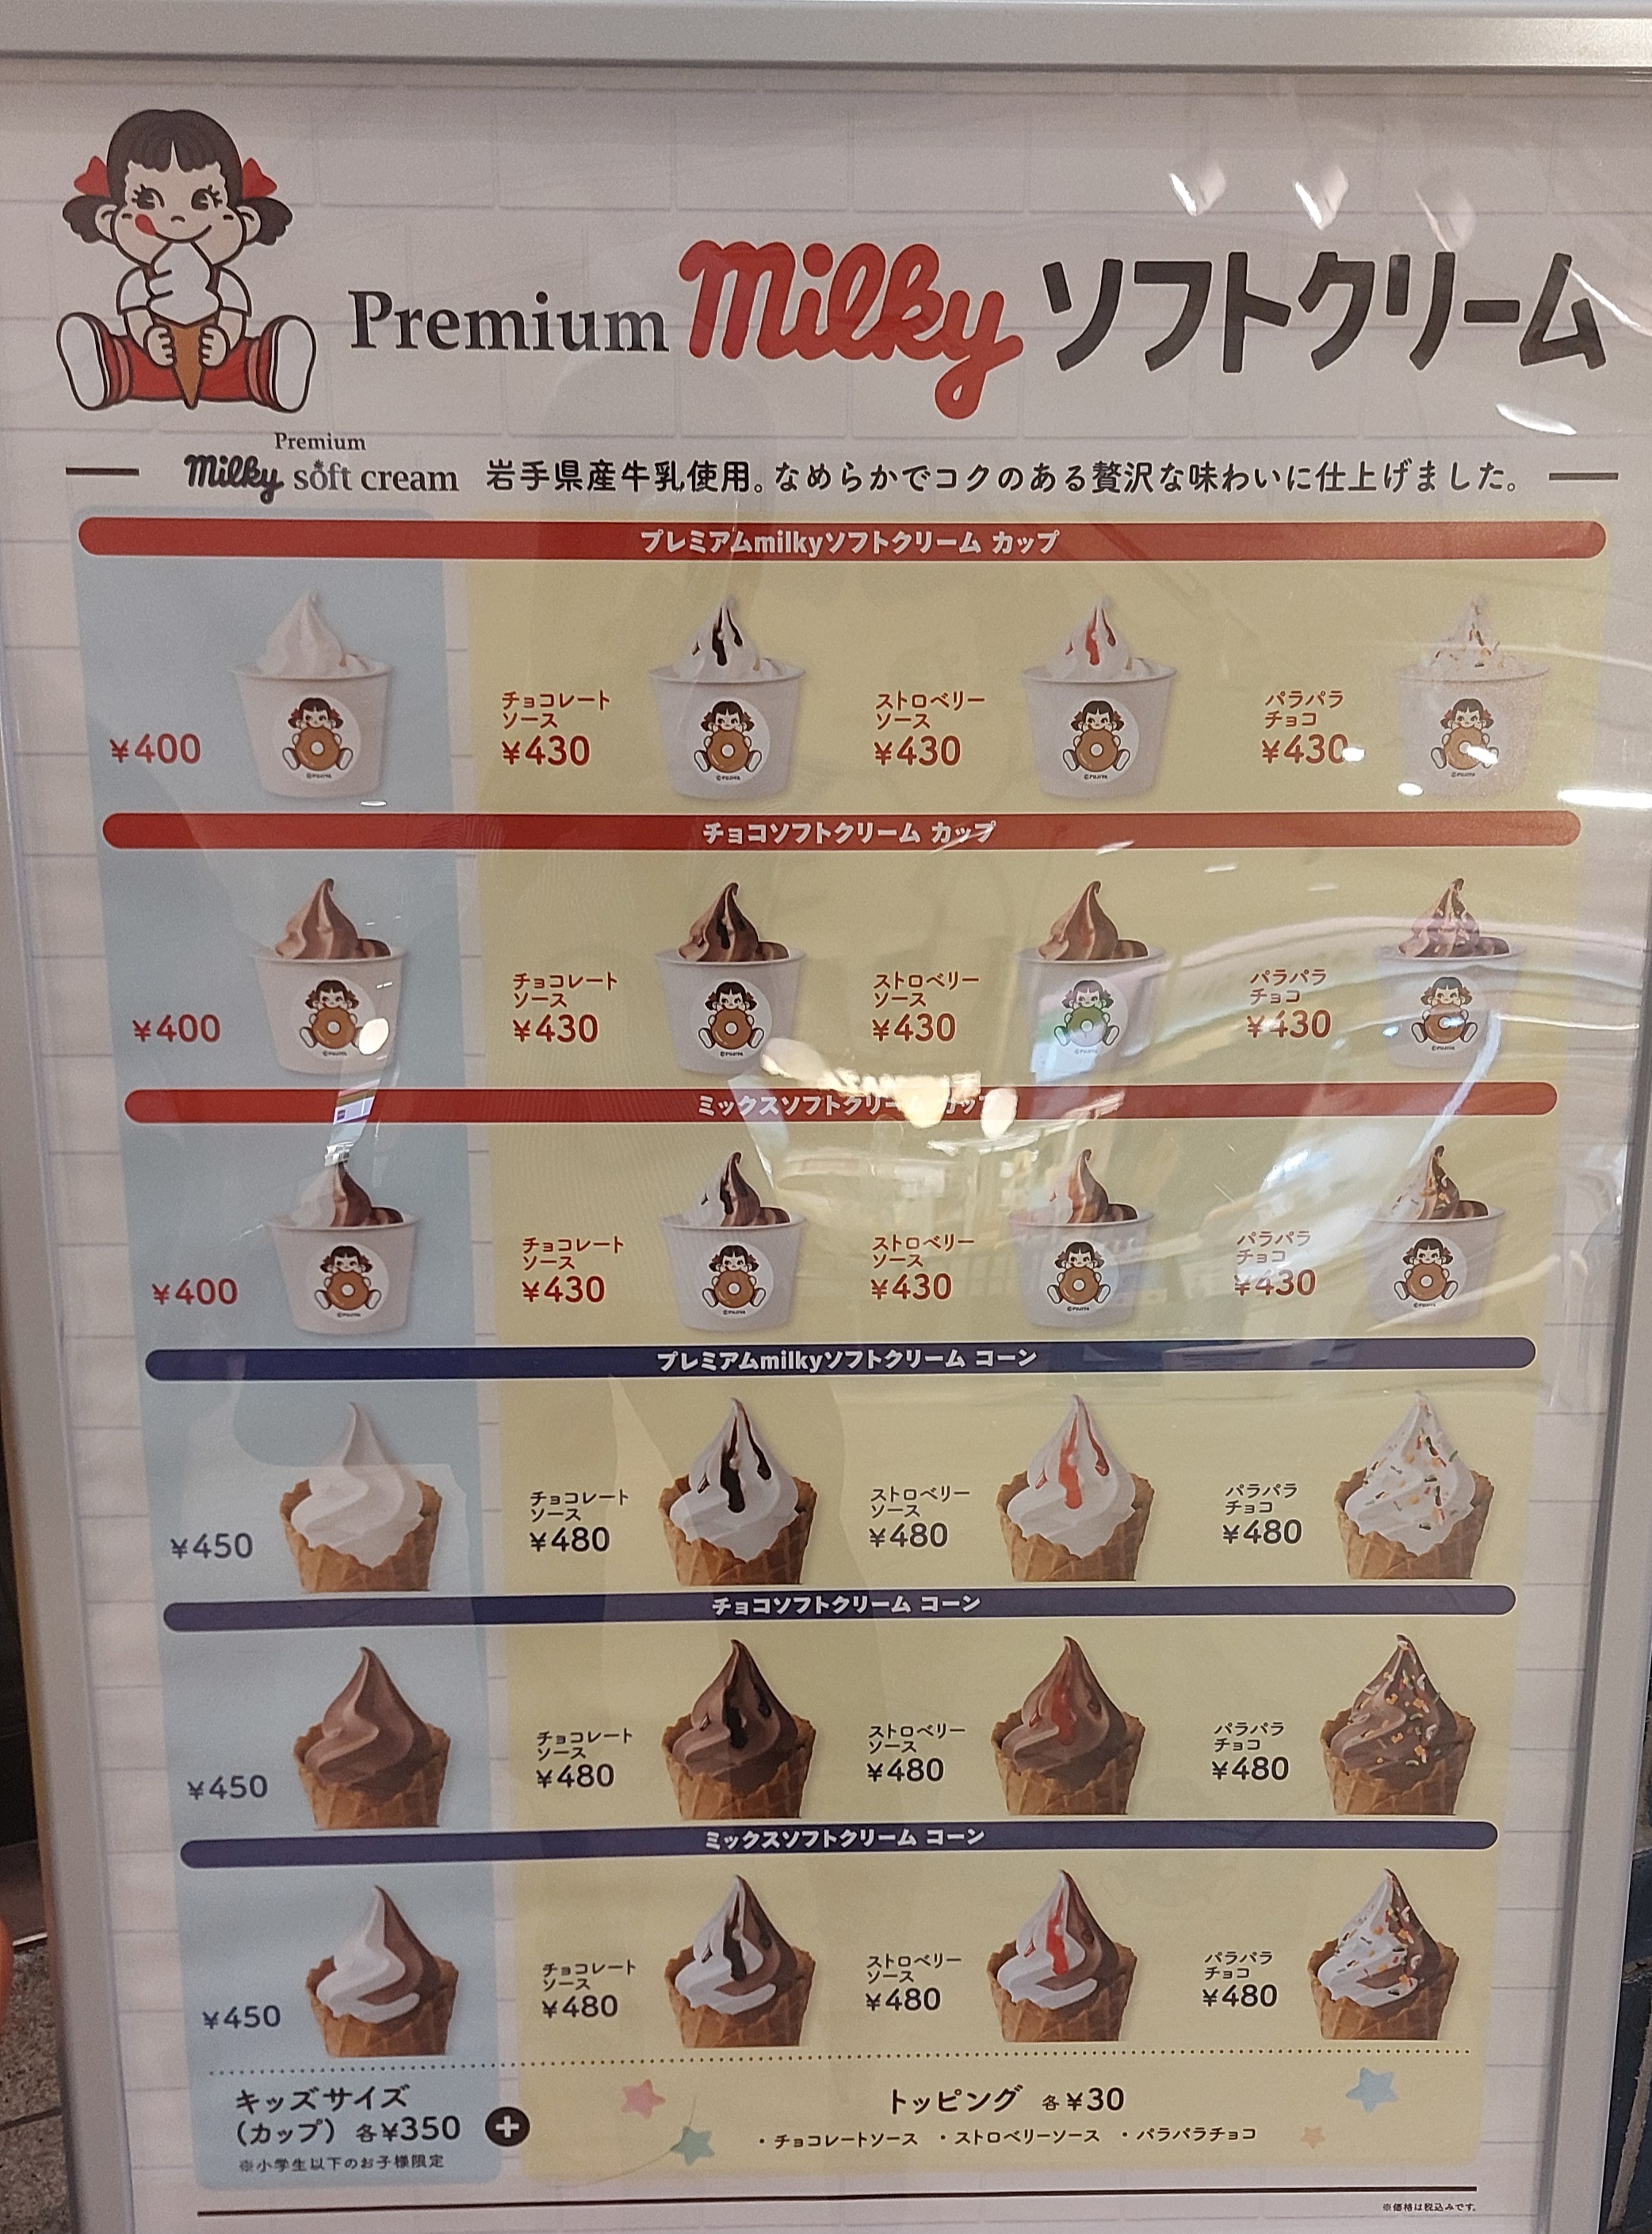 Premium milky ソフトクリーム
Premium
milky soft cream 岩手県産牛乳使用。なめらかでコクのある贅沢な味わいに仕上げました。
プレミアムmilkyソフトクリーム カップ
¥400
チョコレート
ソース
¥430
ストロベリー
ソース
¥430
パラパラ
チョコ
¥430
チョコソフトクリーム カップ
¥400
チョコレート
ソース
¥430
ストロベリー
ソース
¥430
パラパラ
チョコ
¥430
ミックスソフトクリーム カップ
¥400
チョコレート
ソース
¥430
ストロベリー
ソース
¥430
パラパラ
チョコ
¥430
プレミアムmilkyソフトクリーム コーン
¥450
チョコレート
ソース
¥480
ストロベリー
ソース
¥480
パラパラ
チョコ
¥480
チョコソフトクリーム コーン
¥450
チョコレート
ソース
¥480
ストロベリー
ソース
¥480
パラパラ
チョコ
¥480
ミックスソフトクリーム コーン
¥450
チョコレート
ソース
¥480
ストロベリー
ソース
¥480
パラパラ
チョコ
¥480
キッズサイズ
（カップ）各¥350
※小学生以下のお子様限定
+
トッピング 各¥30
・チョコレートソース ・ストロベリーソース ・パラパラチョコ
※価格は税込みです。